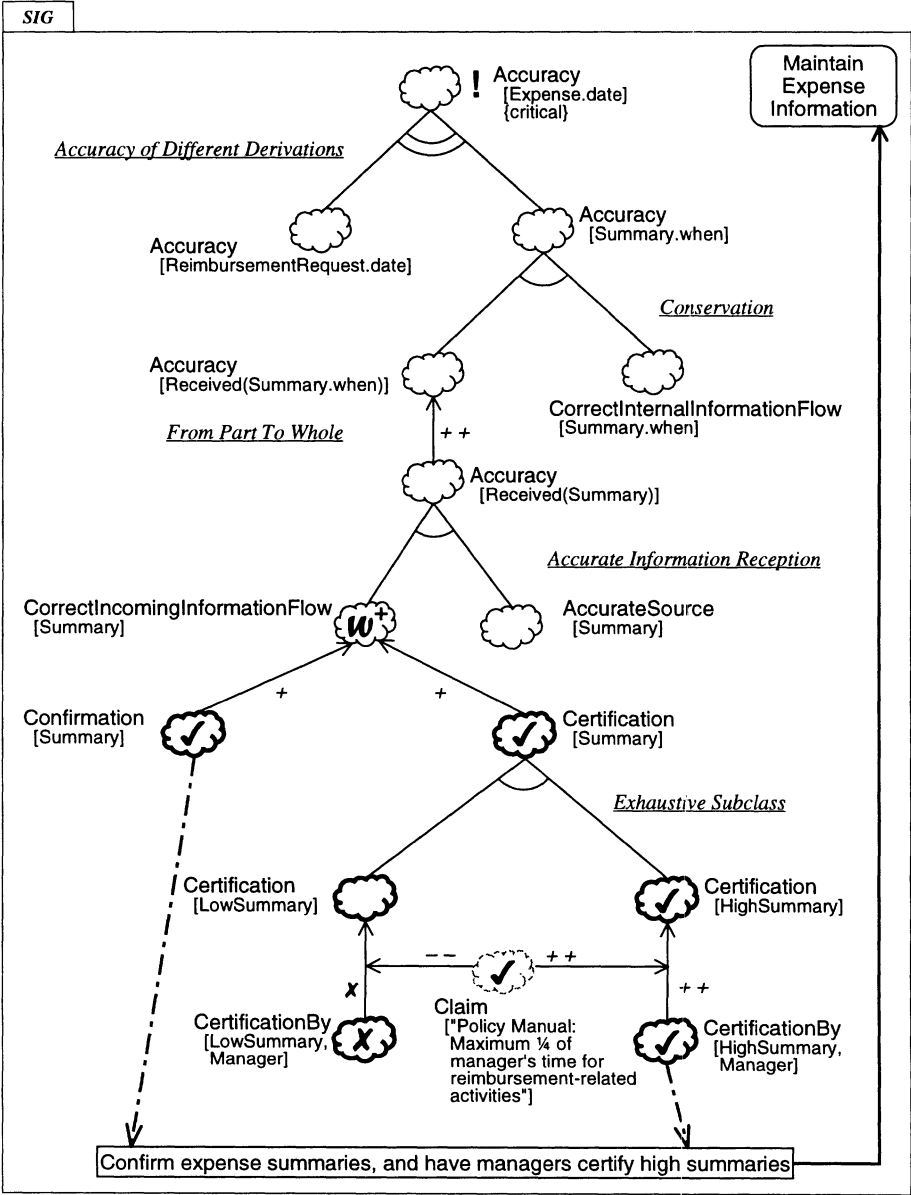 SIG
Maintain
Expense
Information
! Accuracy
[Expense.date]
{critical}
Accuracy of Different Derivations
Accuracy
[ReimbursementRequest.date]
Accuracy
[Summary.when]
Conservation
Accuracy
[Received(Summary.when)]
CorrectInternalInformationFlow
[Summary.when]
From Part To Whole
++
Accuracy
[Received(Summary)]
Accurate Information Reception
CorrectIncomingInformationFlow
[Summary]
W+
AccurateSource
[Summary]
+
+
Confirmation
[Summary]
✓
✓
Certification
[Summary]
Exhaustive Subclass
Certification
[LowSummary]
✓
Certification
[HighSummary]
--
✓
++
✗
++
CertificationBy
[LowSummary,
Manager]
✗
Claim
["Policy Manual:
Maximum ¼ of
manager's time for
reimbursement-related
activities"]
✓
CertificationBy
[HighSummary,
Manager]
Confirm expense summaries, and have managers certify high summaries